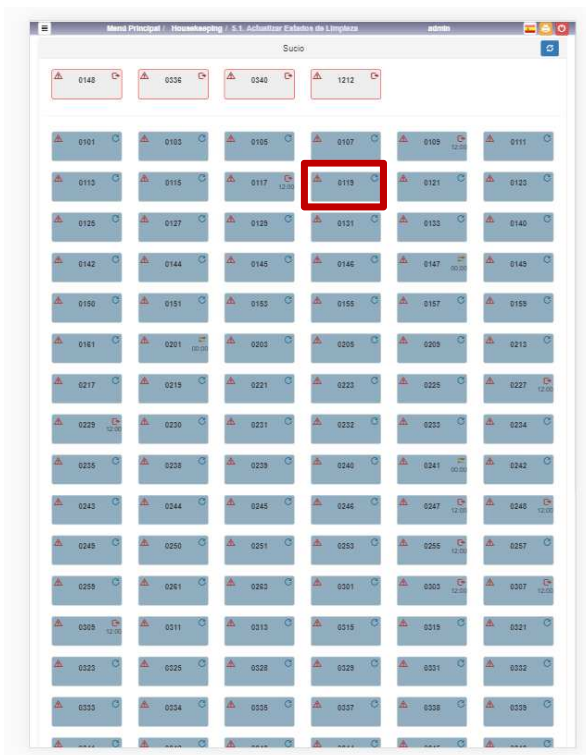 Menú Principal / Housekeeping / 5.1. Actualizar Estados de Limpieza admin
Sucio
0148 0336 0340 1212
0101 0103 0105 0107 0109 12:00 0111
0113 0115 0117 12:00 0119 0121 0123
0125 0127 0129 0131 0133 0140
0142 0144 0145 0146 0147 00:00 0149
0150 0151 0153 0155 0157 0159
0161 0201 00:00 0203 0205 0209 0213
0217 0219 0221 0223 0225 0227 12:00
0229 12:00 0230 0231 0232 0233 0234
0235 0238 0239 0240 0241 00:00 0242
0243 0244 0245 0246 0247 12:00 0248 12:00
0249 0250 0251 0253 0255 12:00 0257
0259 0261 0263 0301 0303 12:00 0307 12:00
0309 12:00 0311 0313 0315 0319 0321
0323 0325 0328 0329 0331 0332
0333 0334 0335 0337 0338 0339